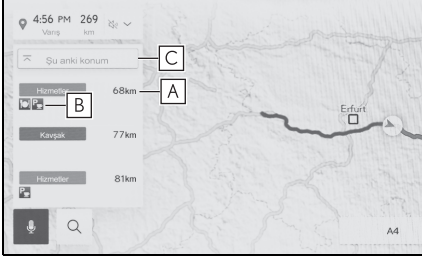 4:56 PM 269
Varış km
Şu anki konum
C
Hizmetler 68km
A
B
Kavşak 77km
Hizmetler 81km
Erfurt
A4